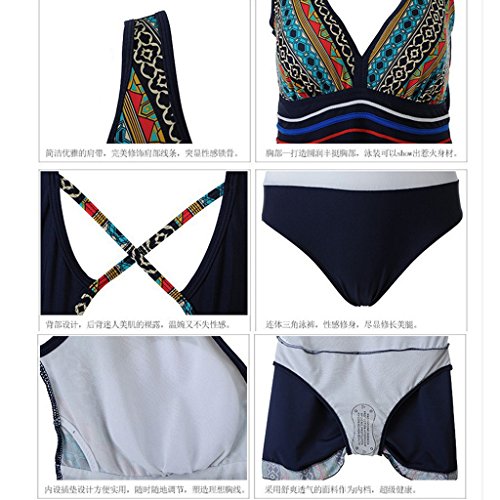 简洁优雅的肩带，完美修饰肩部线条，突显性感锁骨。
胸部一打造圆润丰挺胸部，泳装可以show出惹火身材。
背部设计，后背迷人美肌的裸露，温婉又不失性感。
连体三角泳裤，性感修身，尽显修长美腿。
内设插垫设计方便实用，随时随地调节，塑造理想胸线。
采用舒爽透气的面料作为内档，超级健康。